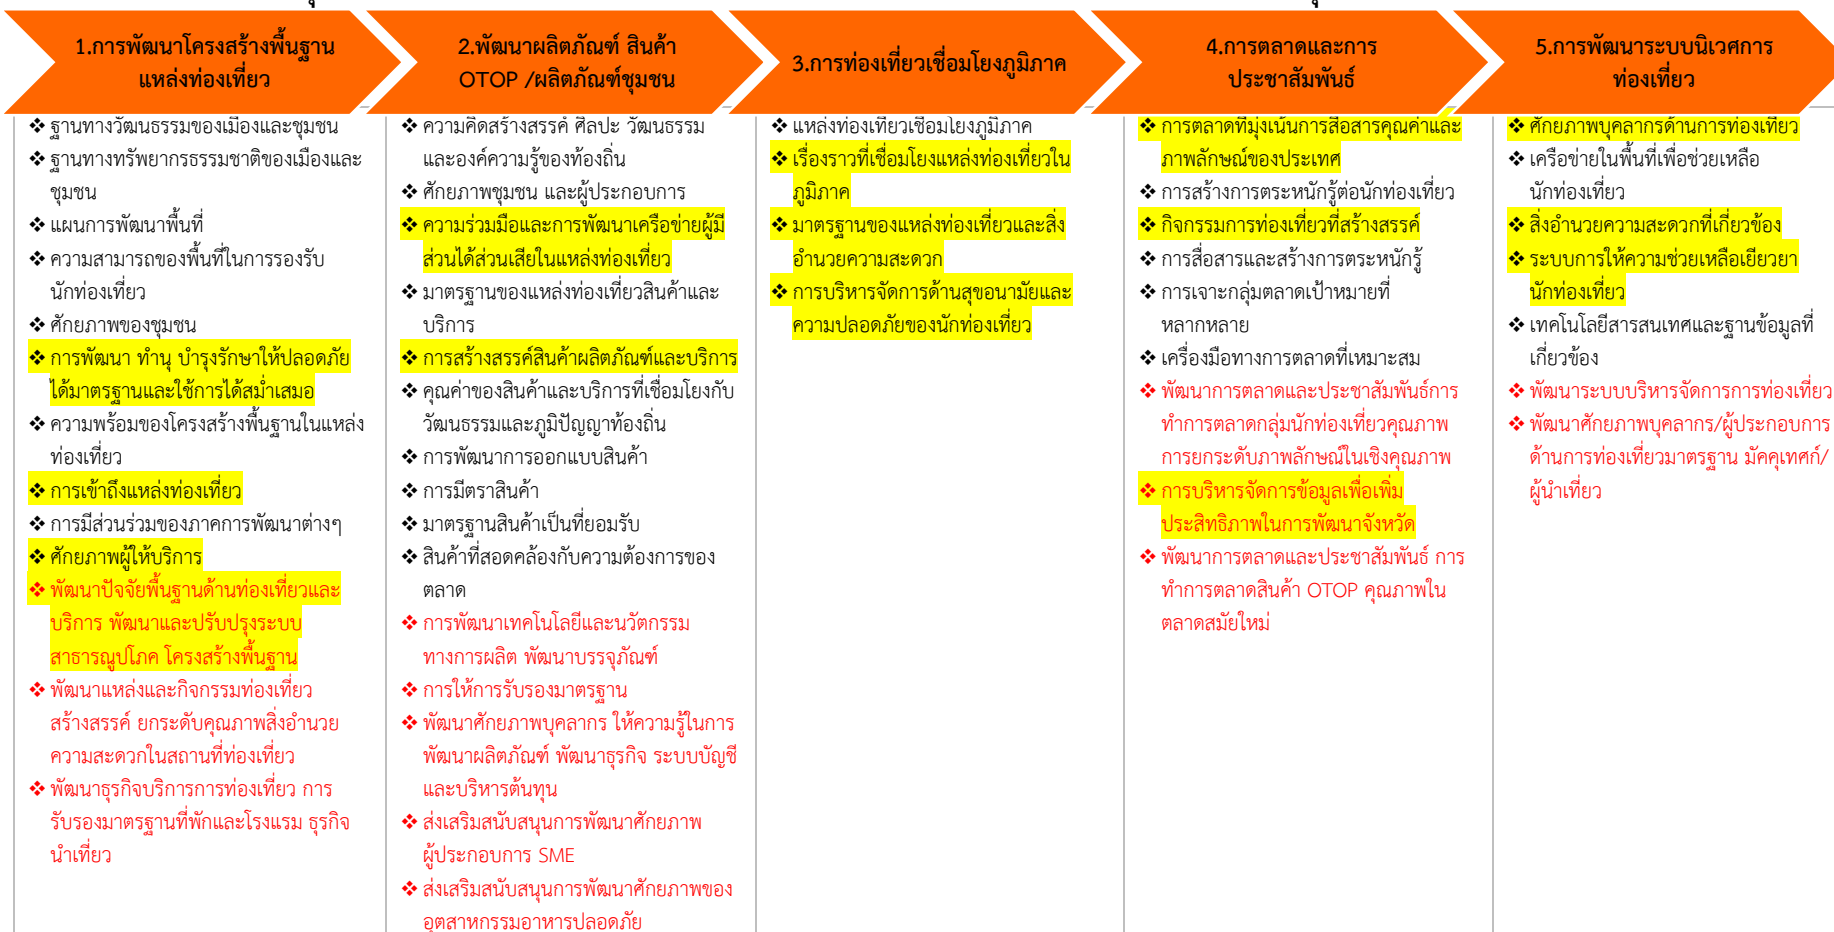 1.การพัฒนาโครงสร้างพื้นฐาน
แหล่งท่องเที่ยว
2.พัฒนาผลิตภัณฑ์ สินค้า
OTOP /ผลิตภัณฑ์ชุมชน
3.การท่องเที่ยวเชื่อมโยงภูมิภาค
4.การตลาดและการ
ประชาสัมพันธ์
5.การพัฒนาระบบนิเวศการ
ท่องเที่ยว
❖ ฐานทางวัฒนธรรมของเมืองและชุมชน
❖ ฐานทางทรัพยากรธรรมชาติของเมืองและ
ชุมชน
❖ แผนการพัฒนาพื้นที่
❖ ความสามารถของพื้นที่ในการรองรับ
นักท่องเที่ยว
❖ ศักยภาพของชุมชน
❖ การพัฒนา ทำนุ บำรุงรักษาให้ปลอดภัย
ได้มาตรฐานและใช้การได้สม่ำเสมอ
❖ ความพร้อมของโครงสร้างพื้นฐานในแหล่ง
ท่องเที่ยว
❖ การเข้าถึงแหล่งท่องเที่ยว
❖ การมีส่วนร่วมของภาคการพัฒนาต่างๆ
❖ ศักยภาพผู้ให้บริการ
❖ พัฒนาปัจจัยพื้นฐานด้านท่องเที่ยวและ
บริการ พัฒนาและปรับปรุงระบบ
สาธารณูปโภค โครงสร้างพื้นฐาน
❖ พัฒนาแหล่งและกิจกรรมท่องเที่ยว
สร้างสรรค์ ยกระดับคุณภาพสิ่งอำนวย
ความสะดวกในสถานที่ท่องเที่ยว
❖ พัฒนาธุรกิจบริการการท่องเที่ยว การ
รับรองมาตรฐานที่พักและโรงแรม ธุรกิจ
นำเที่ยว
❖ ความคิดสร้างสรรค์ ศิลปะ วัฒนธรรม
และองค์ความรู้ของท้องถิ่น
❖ ศักยภาพชุมชน และผู้ประกอบการ
❖ ความร่วมมือและการพัฒนาเครือข่ายผู้มี
ส่วนได้ส่วนเสียในแหล่งท่องเที่ยว
❖ มาตรฐานของแหล่งท่องเที่ยวสินค้าและ
บริการ
❖ การสร้างสรรค์สินค้าผลิตภัณฑ์และบริการ
❖ คุณค่าของสินค้าและบริการที่เชื่อมโยงกับ
วัฒนธรรมและภูมิปัญญาท้องถิ่น
❖ การพัฒนาการออกแบบสินค้า
❖ การมีตราสินค้า
❖ มาตรฐานสินค้าเป็นที่ยอมรับ
❖ สินค้าที่สอดคล้องกับความต้องการของ
ตลาด
❖ การพัฒนาเทคโนโลยีและนวัตกรรม
ทางการผลิต พัฒนาบรรจุภัณฑ์
❖ การให้การรับรองมาตรฐาน
❖ พัฒนาศักยภาพบุคลากร ให้ความรู้ในการ
พัฒนาผลิตภัณฑ์ พัฒนาธุรกิจ ระบบบัญชี
และบริหารต้นทุน
❖ ส่งเสริมสนับสนุนการพัฒนาศักยภาพ
ผู้ประกอบการ SME
❖ ส่งเสริมสนับสนุนการพัฒนาศักยภาพของ
อุตสาหกรรมอาหารปลอดภัย
❖ แหล่งท่องเที่ยวเชื่อมโยงภูมิภาค
❖ เรื่องราวที่เชื่อมโยงแหล่งท่องเที่ยวใน
ภูมิภาค
❖ มาตรฐานของแหล่งท่องเที่ยวและสิ่ง
อำนวยความสะดวก
❖ การบริหารจัดการด้านสุขอนามัยและ
ความปลอดภัยของนักท่องเที่ยว
❖ การตลาดที่มุ่งเน้นการสื่อสารคุณค่าและ
ภาพลักษณ์ของประเทศ
❖ การสร้างการตระหนักรู้ต่อนักท่องเที่ยว
❖ กิจกรรมการท่องเที่ยวที่สร้างสรรค์
❖ การสื่อสารและสร้างการตระหนักรู้
❖ การเจาะกลุ่มตลาดเป้าหมายที่
หลากหลาย
❖ เครื่องมือทางการตลาดที่เหมาะสม
❖ พัฒนาการตลาดและประชาสัมพันธ์การ
ทำการตลาดกลุ่มนักท่องเที่ยวคุณภาพ
การยกระดับภาพลักษณ์ในเชิงคุณภาพ
❖ การบริหารจัดการข้อมูลเพื่อเพิ่ม
ประสิทธิภาพในการพัฒนาจังหวัด
❖ พัฒนาการตลาดและประชาสัมพันธ์ การ
ทำการตลาดสินค้า OTOP คุณภาพใน
ตลาดสมัยใหม่
❖ ศักยภาพบุคลากรด้านการท่องเที่ยว
❖ เครือข่ายในพื้นที่เพื่อช่วยเหลือ
นักท่องเที่ยว
❖ สิ่งอำนวยความสะดวกที่เกี่ยวข้อง
❖ ระบบการให้ความช่วยเหลือเยียวยา
นักท่องเที่ยว
❖ เทคโนโลยีสารสนเทศและฐานข้อมูลที่
เกี่ยวข้อง
❖ พัฒนาระบบบริหารจัดการการท่องเที่ยว
❖ พัฒนาศักยภาพบุคลากร/ผู้ประกอบการ
ด้านการท่องเที่ยวมาตรฐาน มัคคุเทศก์/
ผู้นำเที่ยว